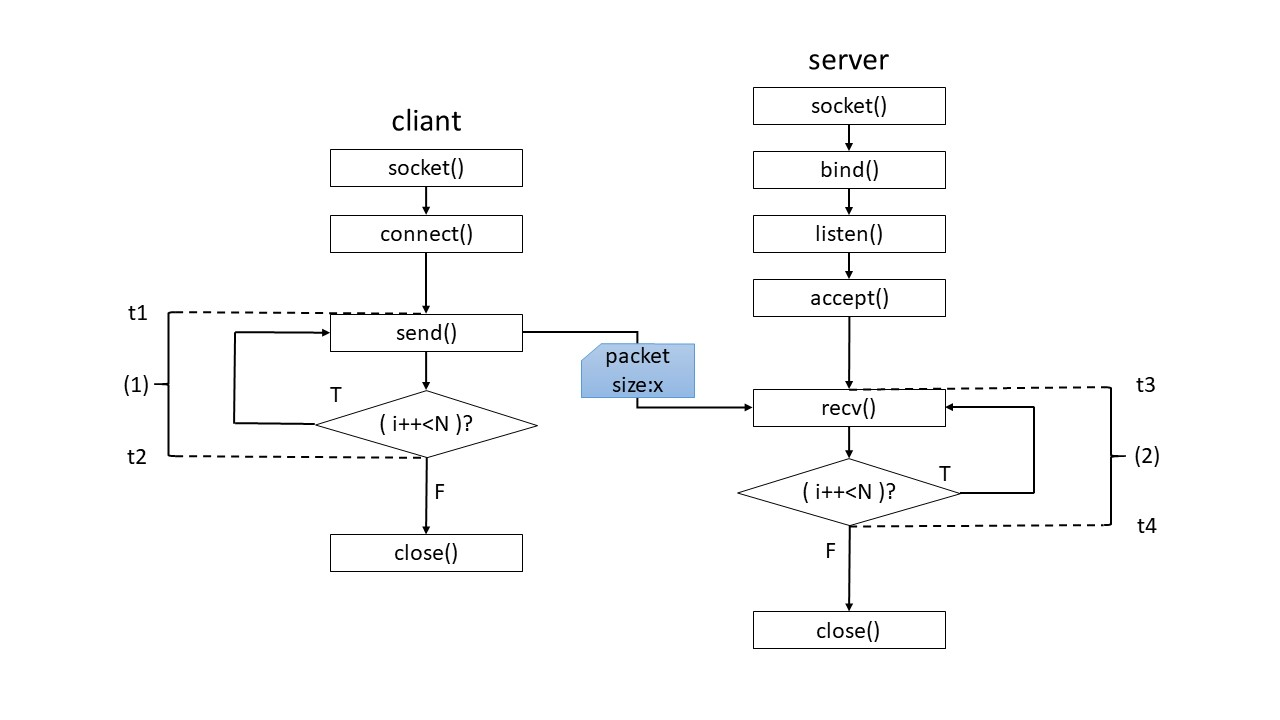 cliant
socket()
connect()
t1
send()
(1)
T
( i++<N )?
t2
F
close()
packet
size:x
server
socket()
bind()
listen()
accept()
t3
recv()
(2)
T
( i++<N )?
t4
F
close()